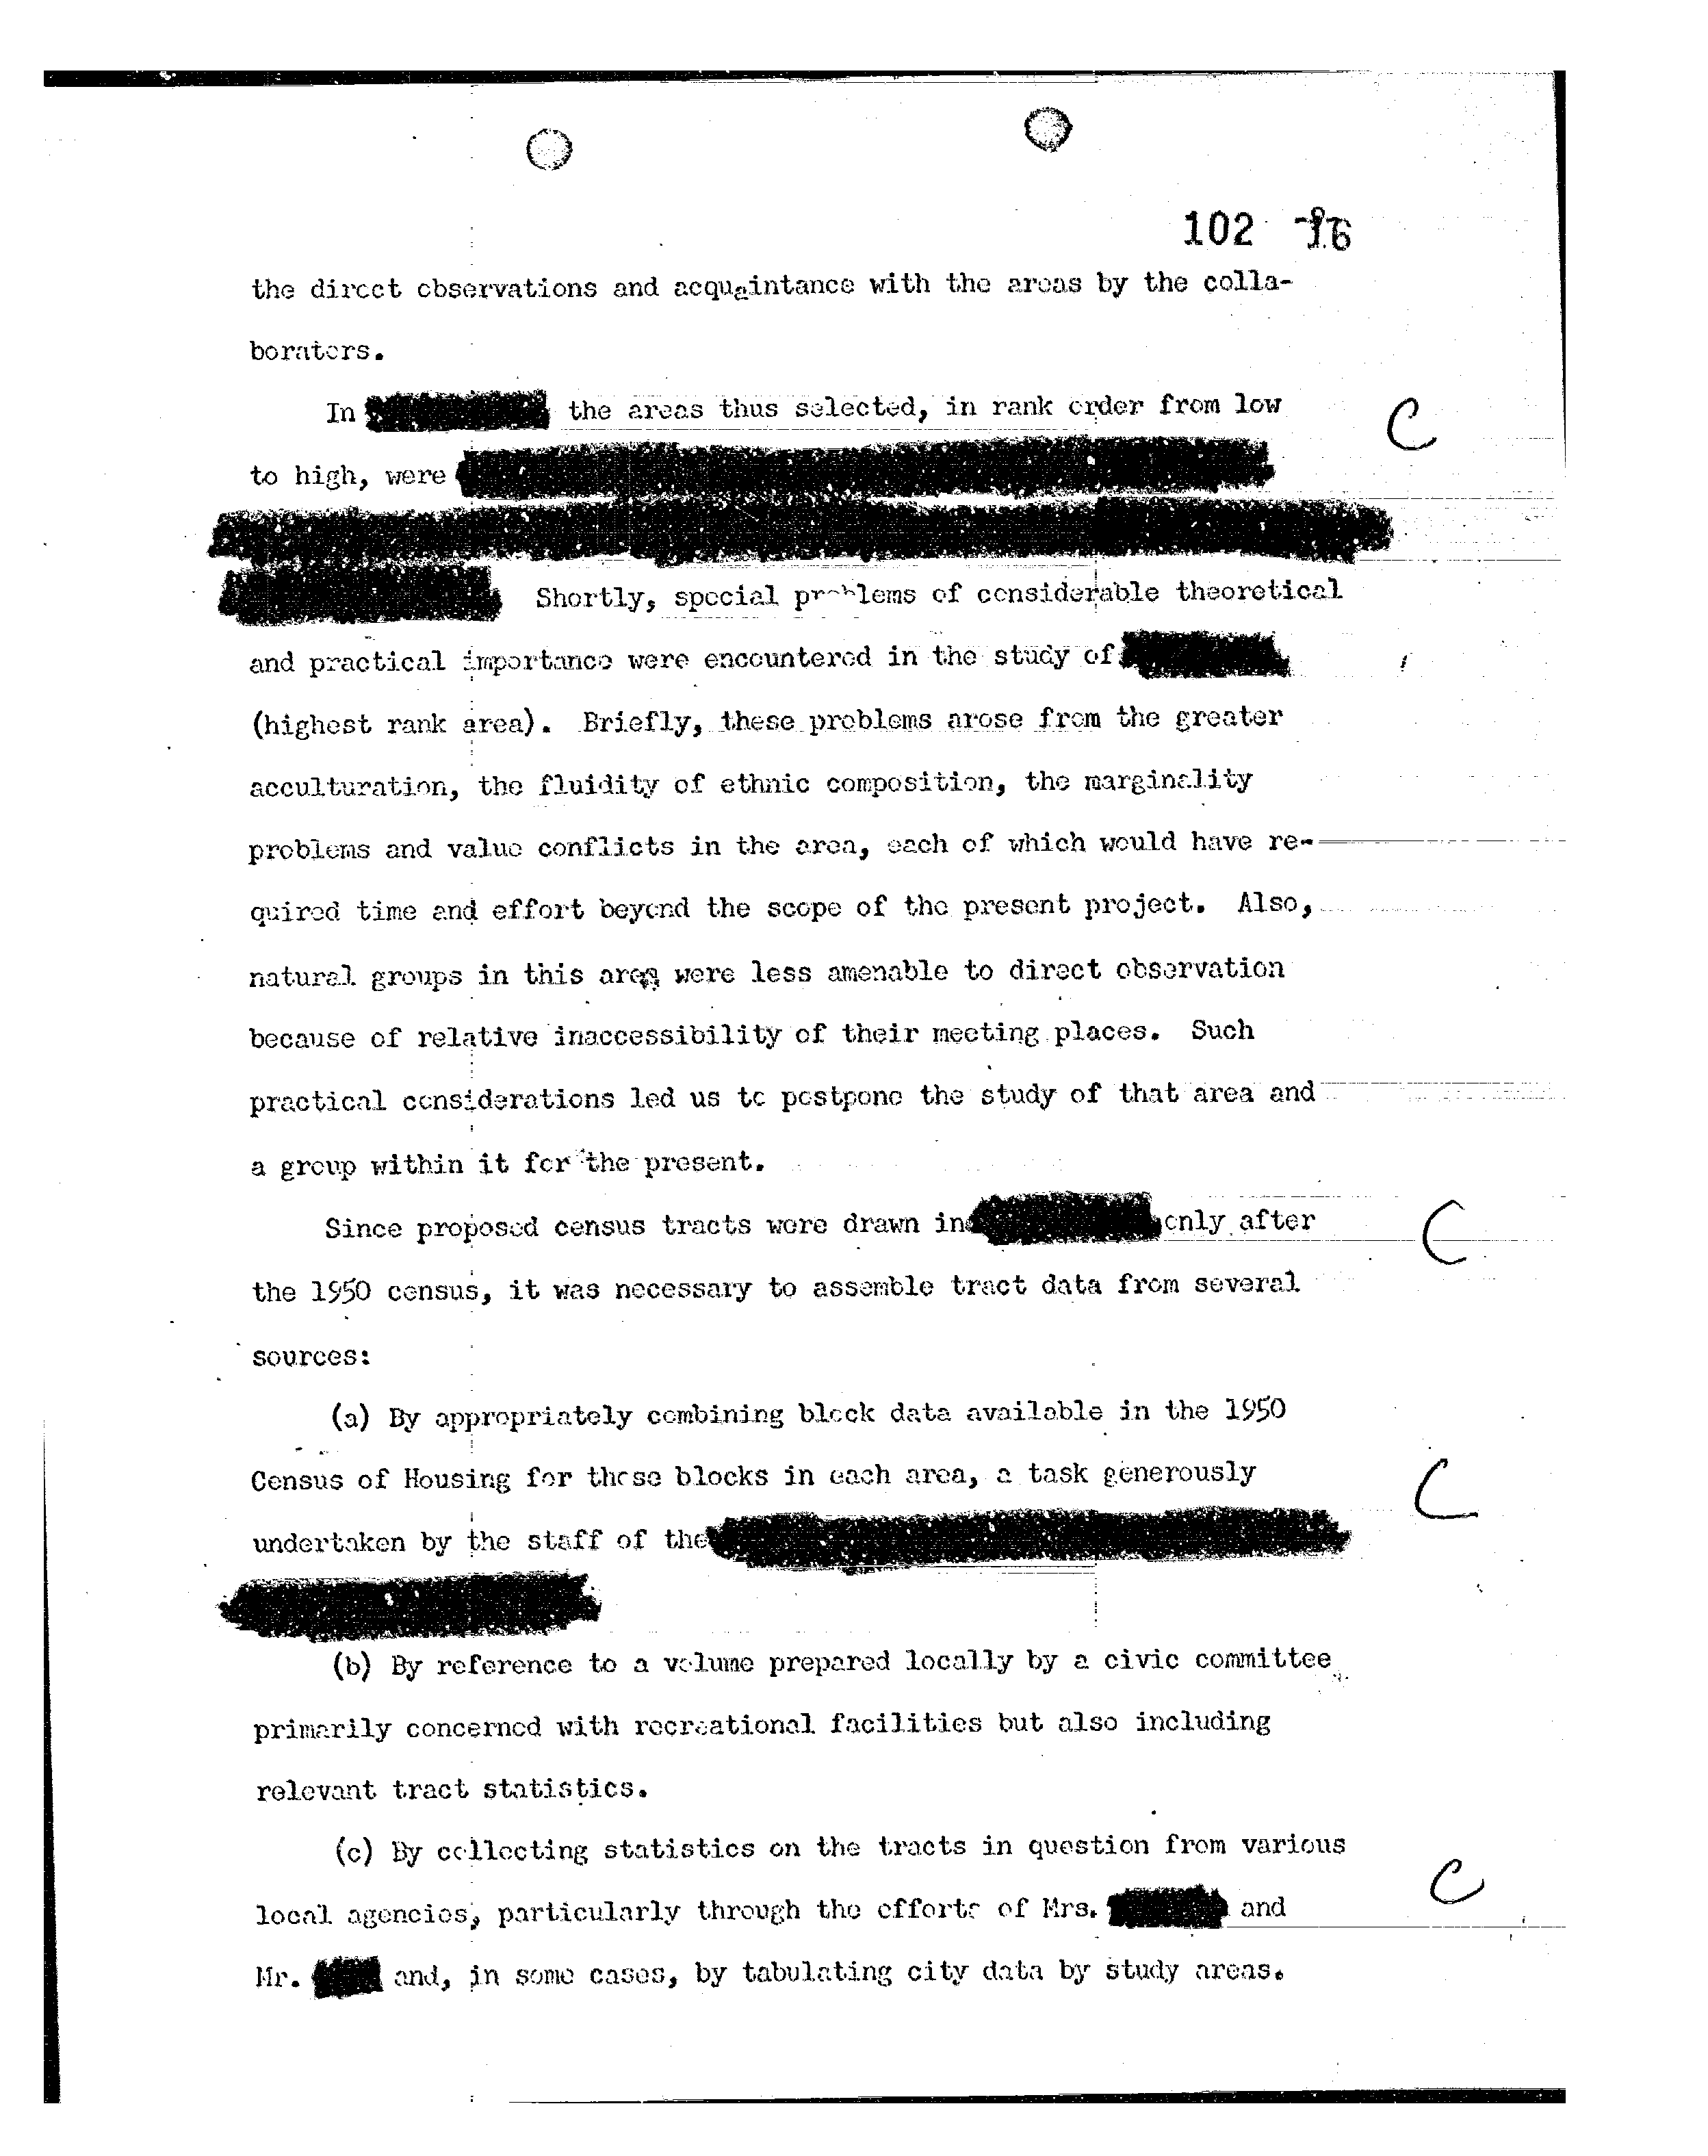 102 16
the direct observations and acquaintance with the areas by the colla-
borators.
In the areas thus selected, in rank order from low
to high, were
Shortly, special problems of considerable theoretical
and practical importance were encountered in the study of
(highest rank area). Briefly, these problems arose from the greater
acculturation, the fluidity of ethnic composition, the marginality
problems and value conflicts in the area, each of which would have re-
quired time and effort beyond the scope of the present project. Also,
natural groups in this area were less amenable to direct observation
because of relative inaccessibility of their meeting places. Such
practical considerations led us to postpone the study of that area and
a group within it for the present.
Since proposed census tracts were drawn in only after
the 1950 census, it was necessary to assemble tract data from several
sources:
(a) By appropriately combining block data available in the 1950
Census of Housing for these blocks in each area, a task generously
undertaken by the staff of the
(b) By reference to a volume prepared locally by a civic committee
primarily concerned with recreational facilities but also including
relevant tract statistics.
(c) By collecting statistics on the tracts in question from various
local agencies, particularly through the efforts of Mrs. and
Mr. and, in some cases, by tabulating city data by study areas.
C
C
C
C